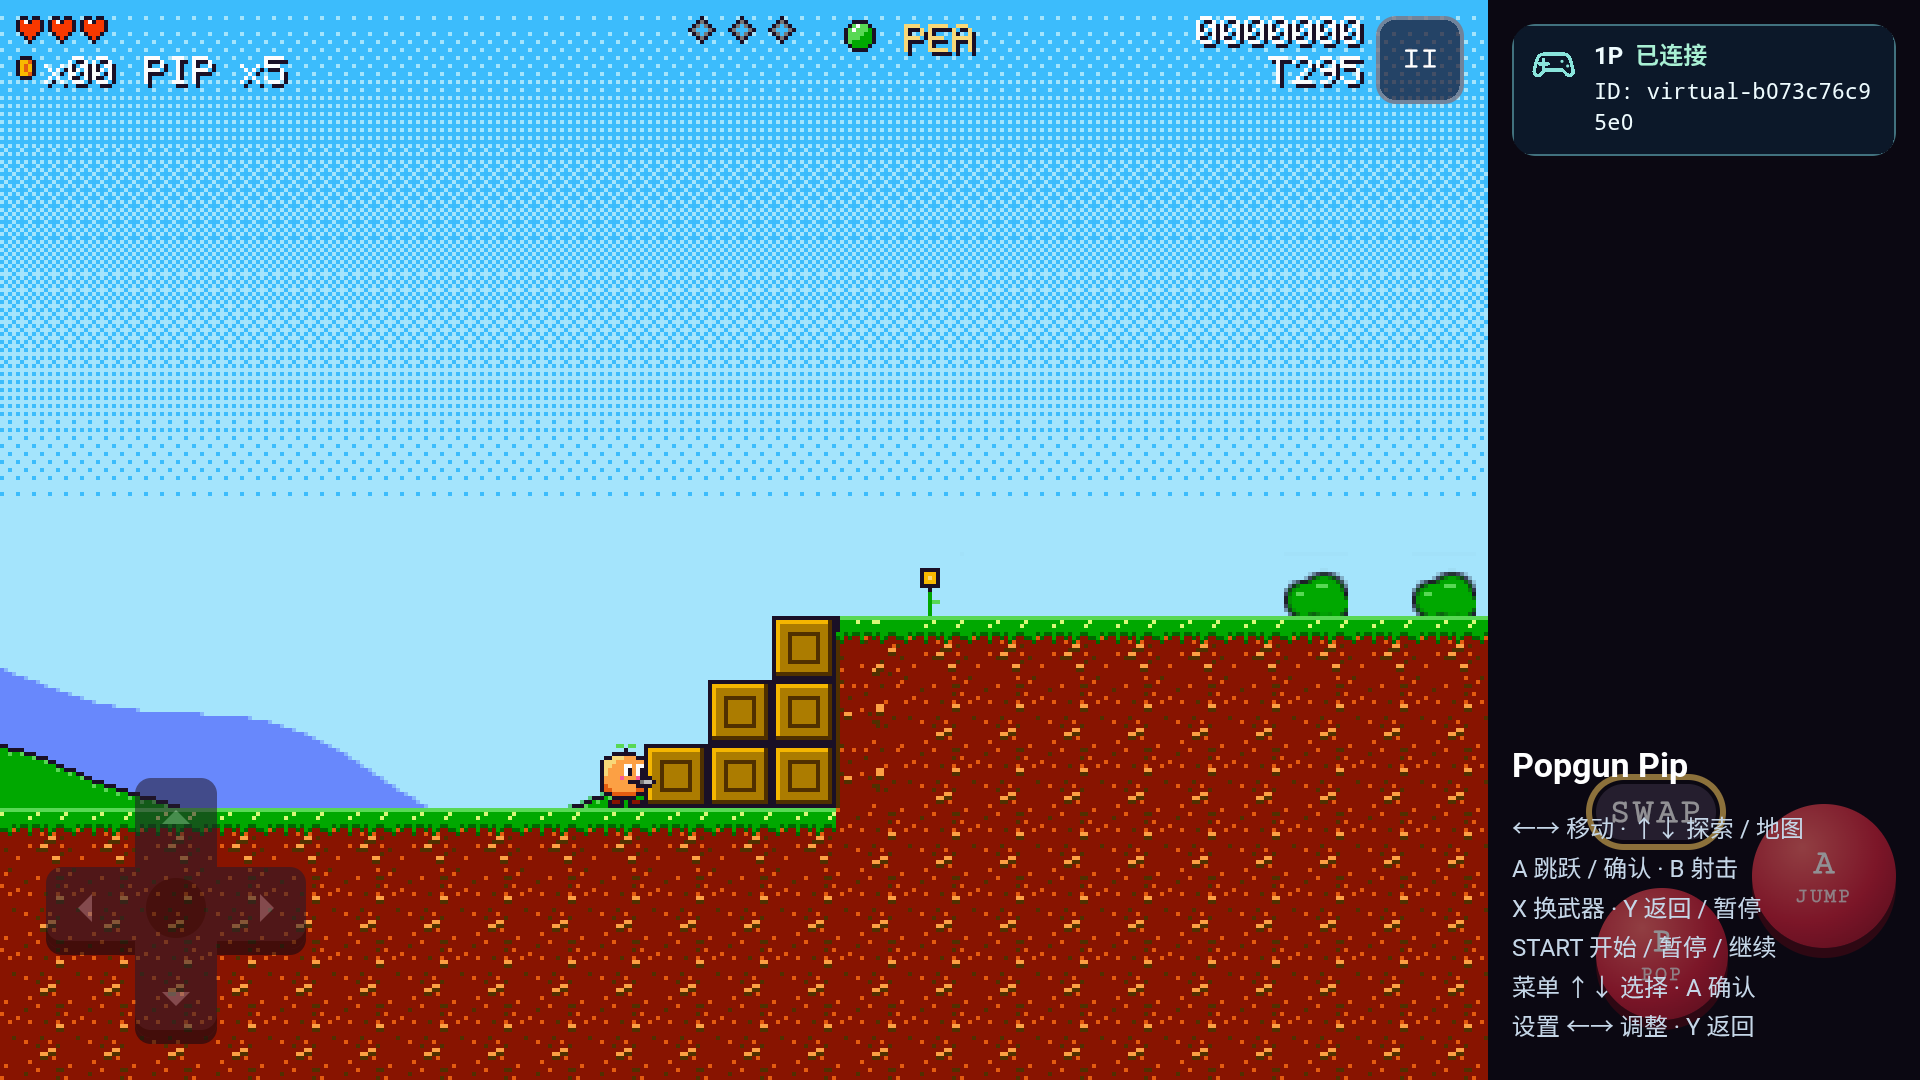 x00 PIP x5
PEA
0000000
T295
II
1P 已连接
ID: virtual-b073c76c9
5e0
Popgun Pip
SWAP
←→ 移动 · ↑↓ 探索 / 地图
A 跳跃 / 确认 · B 射击
A
JUMP
X 换武器 · Y 返回 / 暂停
START 开始 / 暂停 / 继续
B
POP
菜单 ↑↓ 选择 · A 确认
设置 ←→ 调整 · Y 返回